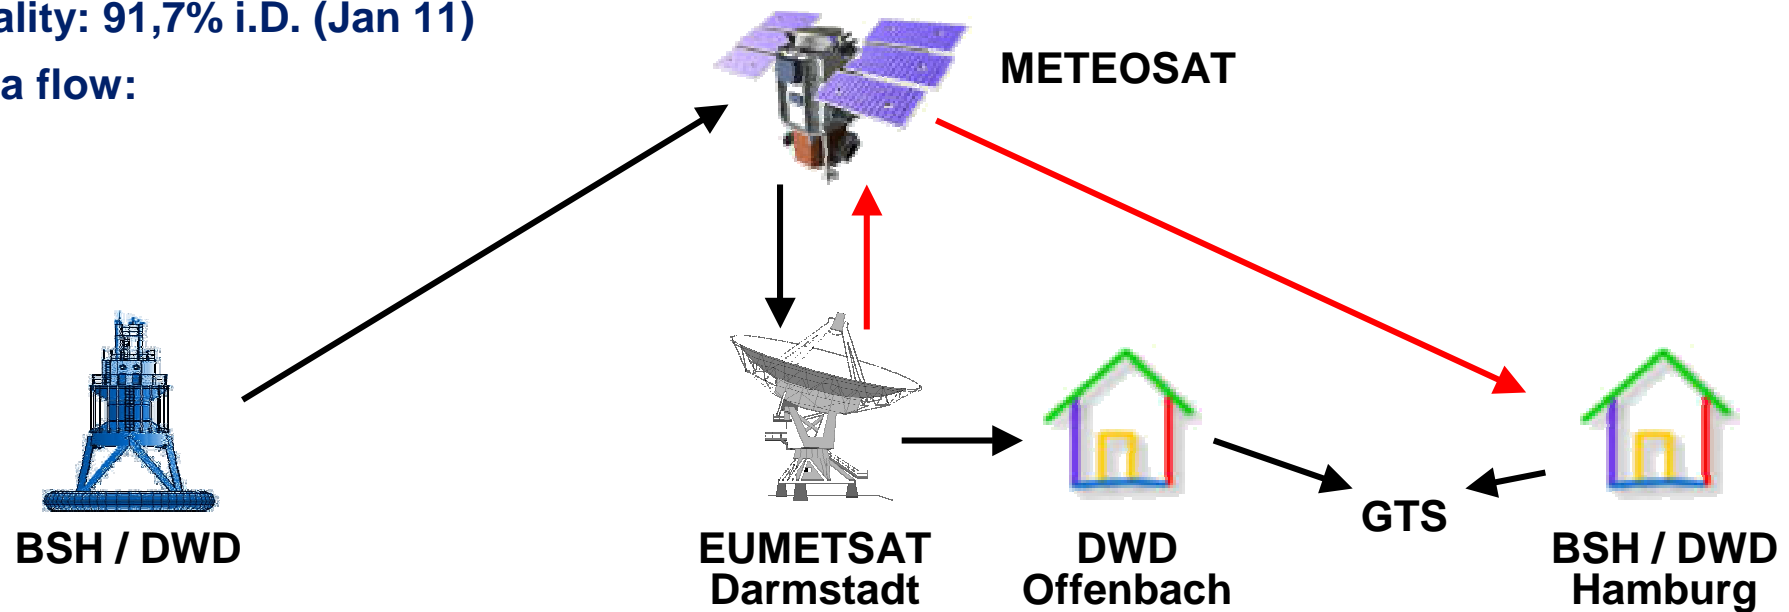 ality: 91,7% i.D. (Jan 11)
a flow:
METEOSAT
BSH / DWD
EUMETSAT
Darmstadt
DWD
Offenbach
GTS
BSH / DWD
Hamburg